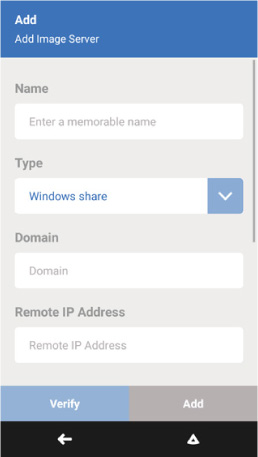 Add
Add Image Server
Name
Enter a memorable name
Type
Windows share
Domain
Domain
Remote IP Address
Remote IP Address
Verify
Add